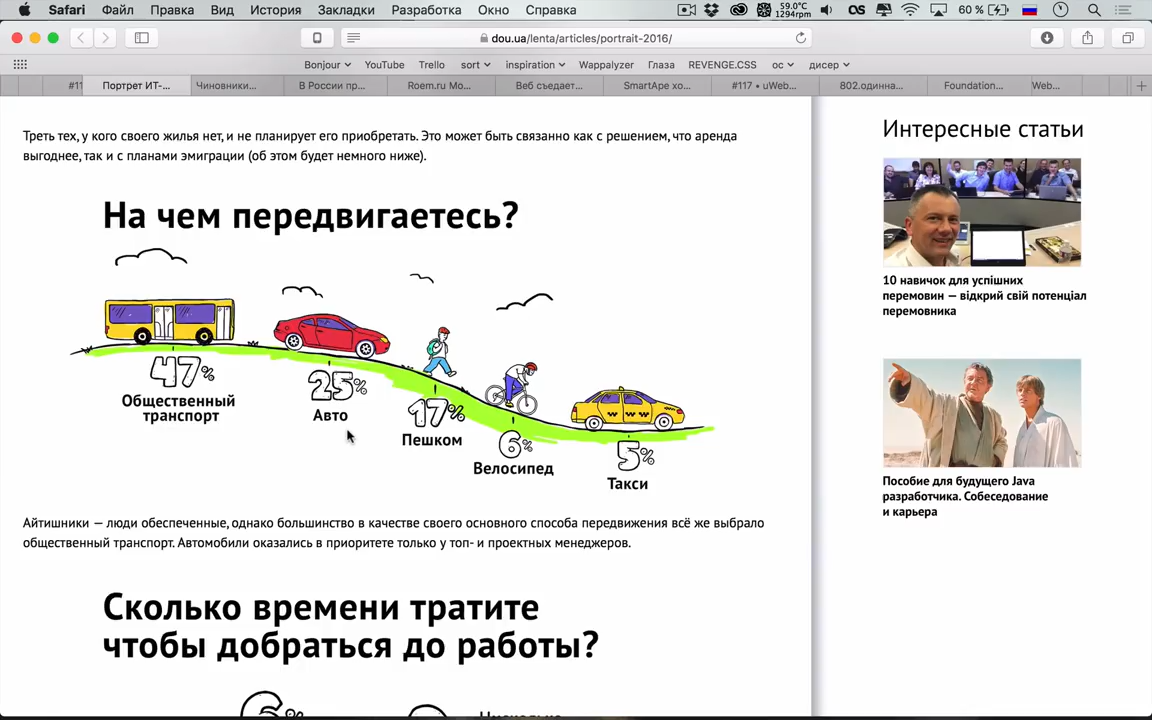 Safari Файл Правка Вид История Закладки Разработка Окно Справка 59.0°C 1294rpm 60 %
dou.ua/lenta/articles/portrait-2016/
Bonjour YouTube Trello sort inspiration Wappalyzer Глаза REVENGE.CSS ос дисер
#11 Портрет ИТ-... Чиновники... В России пр... Roem.ru Mo... Веб съедает... SmartApe хо... #117 • uWeb... 802.одинна... Foundation... Web...
Треть тех, у кого своего жилья нет, и не планирует его приобретать. Это может быть связанно как с решением, что аренда
выгоднее, так и с планами эмиграции (об этом будет немного ниже).
На чем передвигаетесь?
47%
Общественный
транспорт
25%
Авто
17%
Пешком
6%
Велосипед
5%
Такси
Айтишники — люди обеспеченные, однако большинство в качестве своего основного способа передвижения всё же выбрало
общественный транспорт. Автомобили оказались в приоритете только у топ- и проектных менеджеров.
Сколько времени тратите
чтобы добраться до работы?
Интересные статьи
10 навичок для успішних
перемовин — відкрий свій потенціал
перемовника
Пособие для будущего Java
разработчика. Собеседование
и карьера